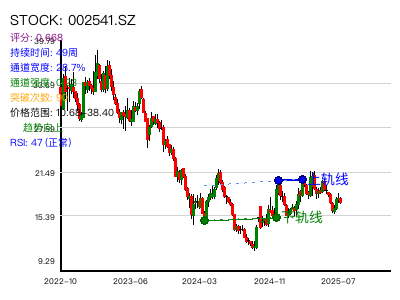 STOCK: 002541.SZ
评分: 0.668
39.79
持续时间: 49周
通道宽度: 28.7%
通道强度:
突破次数:
价格范围: 10.65-38.40
趋势向上
RSI: 47 (正常)
21.49
上轨线
下轨线
15.39
9.29
2022-10
2023-06
2024-03
2024-11
2025-07